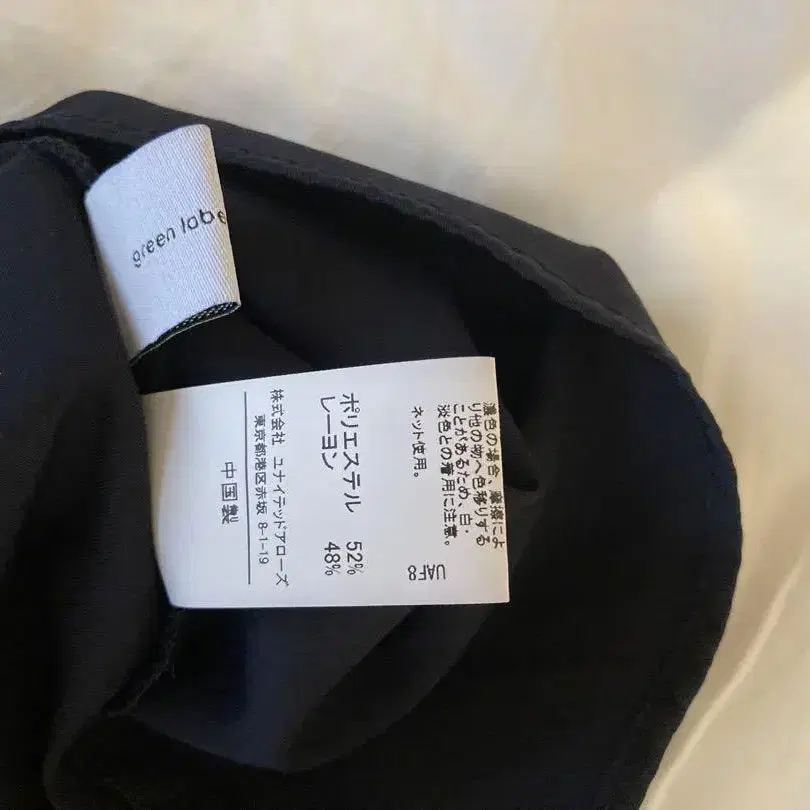 green labe
濃色の場合、摩擦によ
り他の物へ色移りする
ことがあるため、白・
淡色との着用に注意。
ネット使用。
UAF8
ポリエステル 52%
レーヨン 48%
株式会社 ユナイテッドアローズ
東京都港区赤坂 8-1-19
中国製